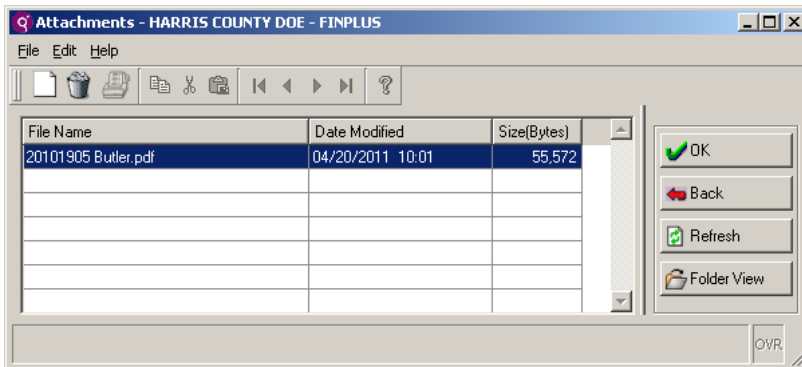 Attachments - HARRIS COUNTY DOE - FINPLUS
File Edit Help
File Name Date Modified Size(Bytes)
20101905 Butler.pdf 04/20/2011 10:01 55,572
OK
Back
Refresh
Folder View
OVR